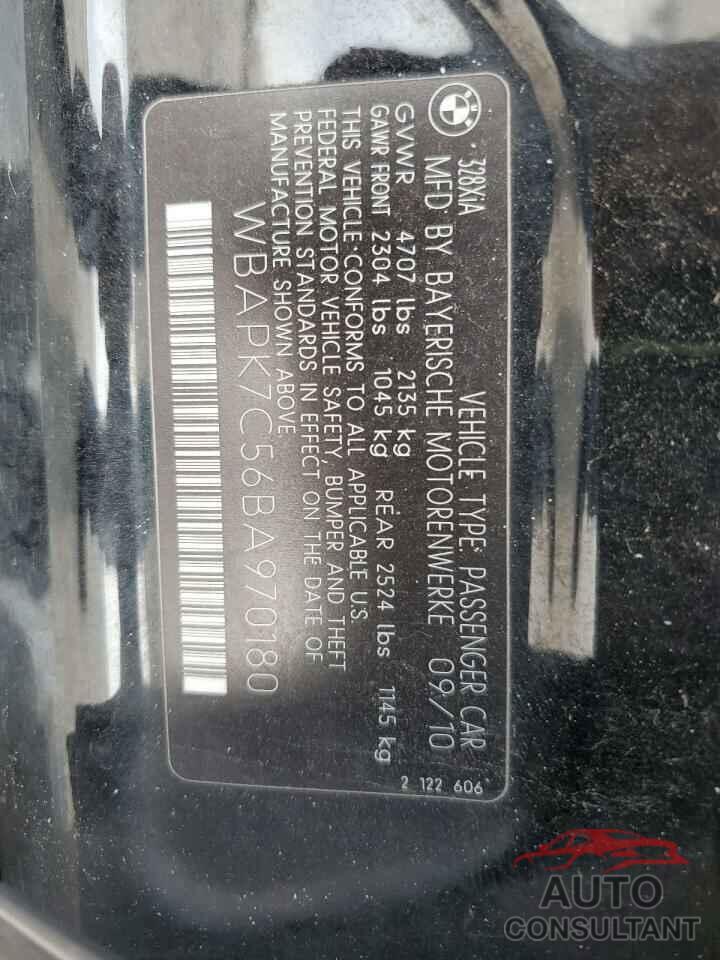 328XiA VEHICLE TYPE: PASSENGER CAR
MFD BY BAYERISCHE MOTORENWERKE 09/10
GVWR 4707 lbs 2135 kg
GAWR FRONT 2304 lbs 1045 kg REAR 2524 lbs 1145 kg
THIS VEHICLE CONFORMS TO ALL APPLICABLE U.S.
FEDERAL MOTOR VEHICLE SAFETY, BUMPER AND THEFT
PREVENTION STANDARDS IN EFFECT ON THE DATE OF
MANUFACTURE SHOWN ABOVE
WBAPK7C56BA970180
2 122 606
AUTO
CONSULTANT